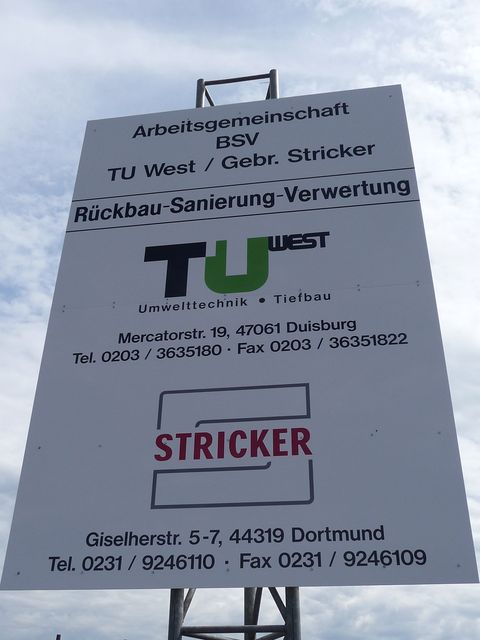 Arbeitsgemeinschaft
BSV
TU West / Gebr. Stricker
Rückbau-Sanierung-Verwertung
TU WEST
Umwelttechnik • Tiefbau
Mercatorstr. 19, 47061 Duisburg
Tel. 0203 / 3635180 · Fax 0203 / 36351822
STRICKER
Giselherstr. 5-7, 44319 Dortmund
Tel. 0231 / 9246110 · Fax 0231 / 9246109